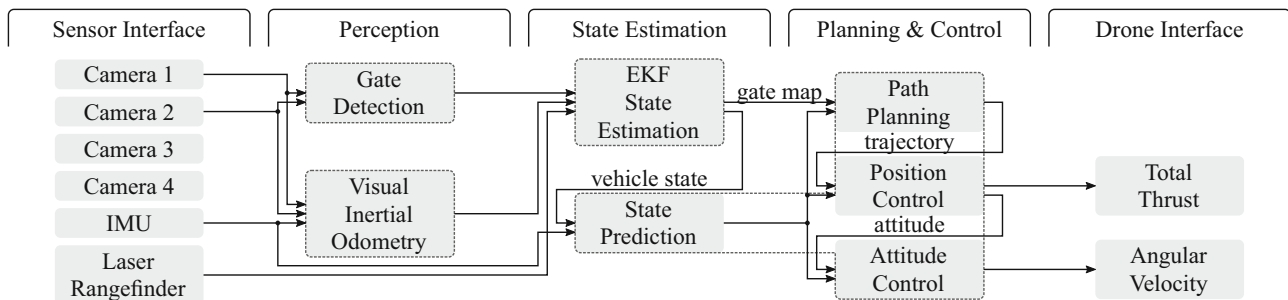 Sensor Interface
Perception
State Estimation
Planning & Control
Drone Interface
Camera 1
Camera 2
Camera 3
Camera 4
IMU
Laser
Rangefinder
Gate
Detection
Visual
Inertial
Odometry
EKF
State
Estimation
gate map
vehicle state
State
Prediction
Path
Planning
trajectory
Position
Control
attitude
Attitude
Control
Total
Thrust
Angular
Velocity